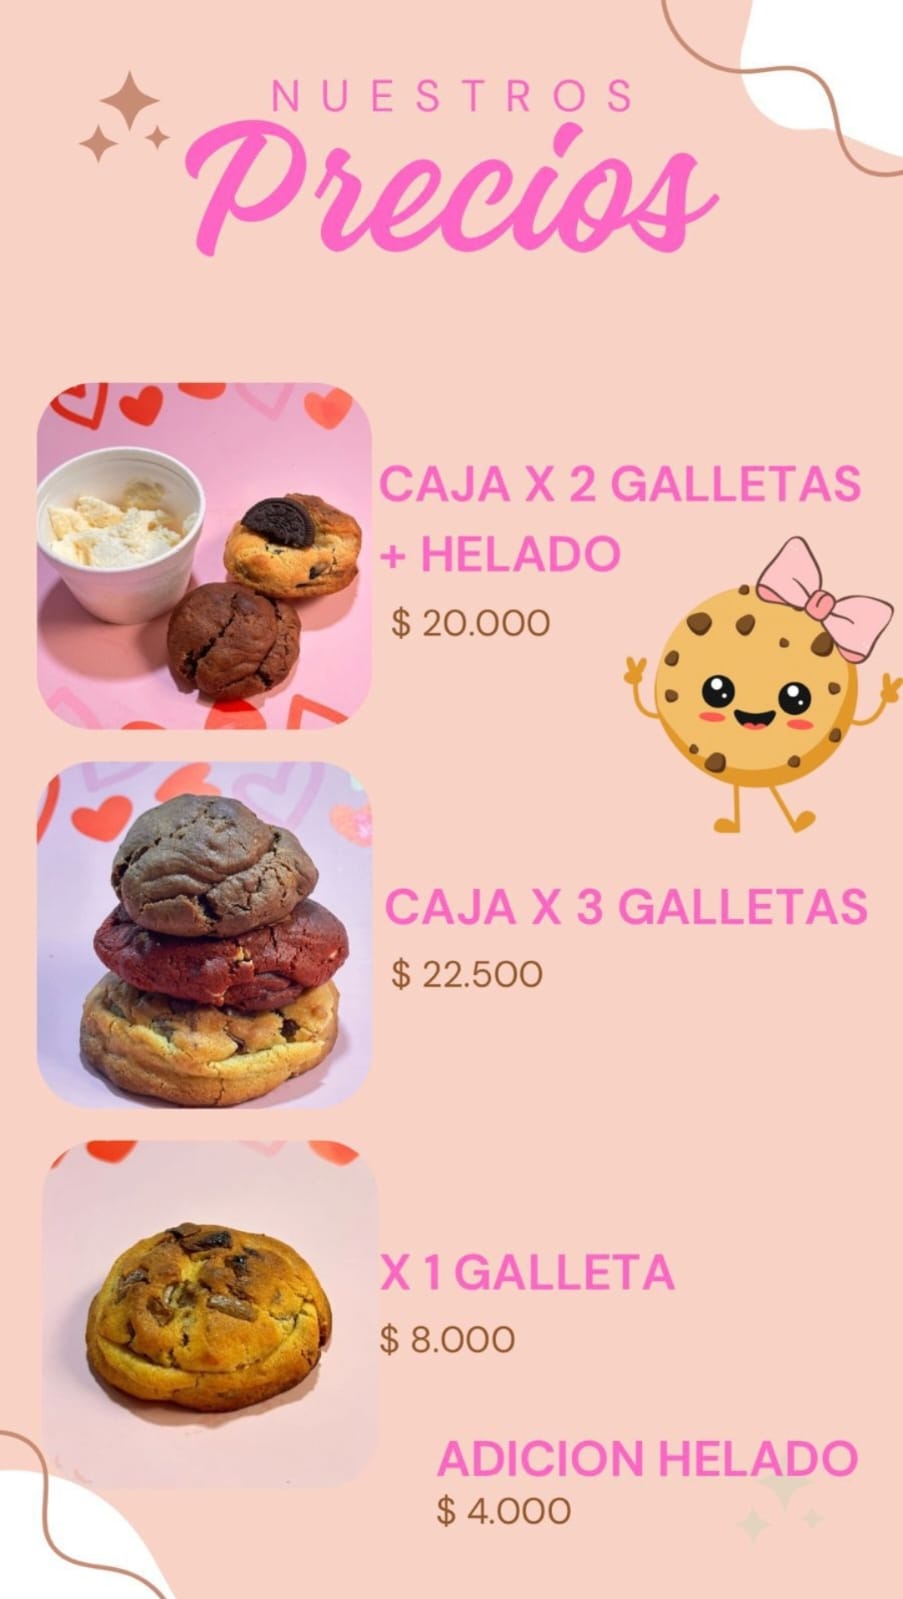 NUESTROS
Precios
CAJA X 2 GALLETAS
+ HELADO
$ 20.000
CAJA X 3 GALLETAS
$ 22.500
X 1 GALLETA
$ 8.000
ADICION HELADO
$ 4.000